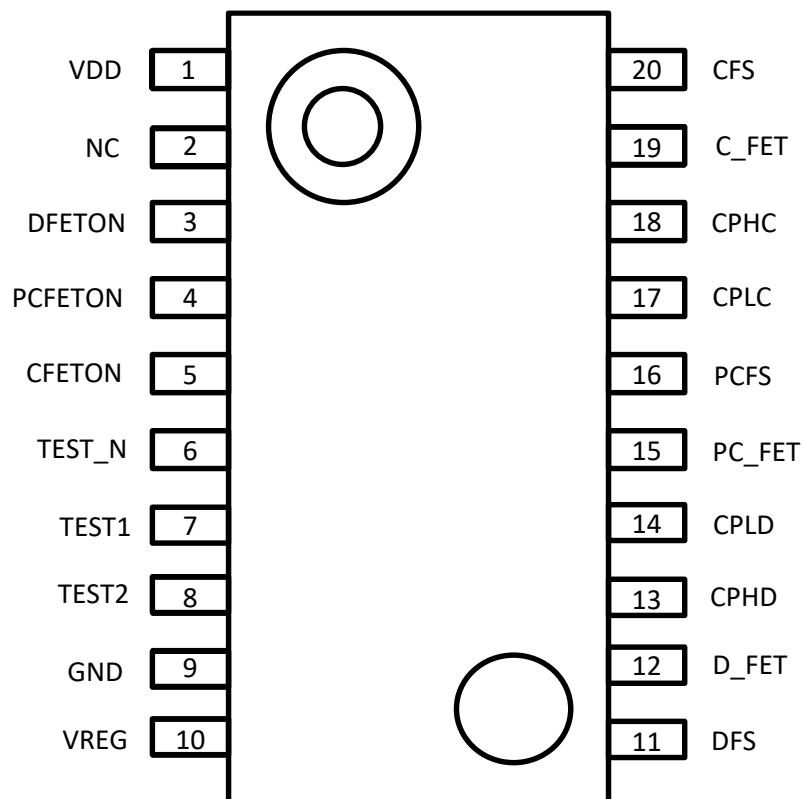 VDD 1 20 CFS
NC 2 19 C_FET
DFETON 3 18 CPHC
PCFETON 4 17 CPLC
CFETON 5 16 PCFS
TEST_N 6 15 PC_FET
TEST1 7 14 CPLD
TEST2 8 13 CPHD
GND 9 12 D_FET
VREG 10 11 DFS